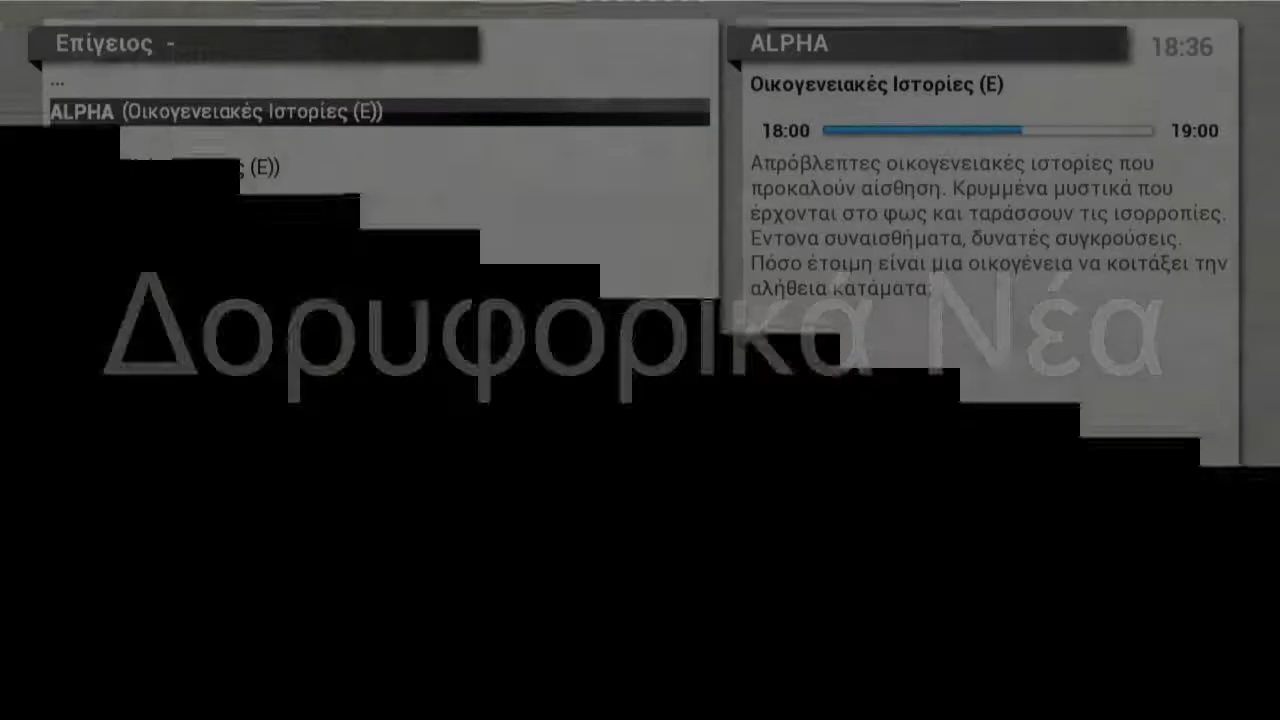 Επίγειος -
...
ALPHA (Οικογενειακές Ιστορίες (Ε))
ς (Ε))
ALPHA
18:36
Οικογενειακές Ιστορίες (Ε)
18:00 19:00
Απρόβλεπτες οικογενειακές ιστορίες που
προκαλούν αίσθηση. Κρυμμένα μυστικά που
έρχονται στο φως και ταράσσουν τις ισορροπίες.
Εντονα συναισθήματα, δυνατές συγκρούσεις.
Πόσο έτοιμη είναι μια οικογένεια να κοιτάξει την
αλήθεια κατάματα;
Δορυφορικά Νέα